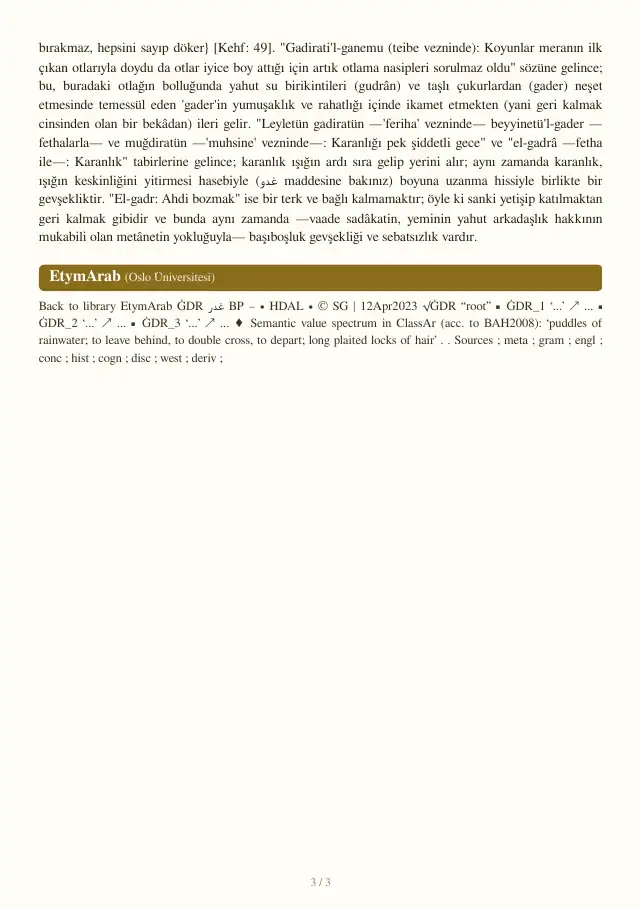 bırakmaz, hepsini sayıp döker} [Kehf: 49]. "Gadirati'l-ganemu (teibe vezninde): Koyunlar meranın ilk
çıkan otlarıyla doydu da otlar iyice boy attığı için artık otlama nasipleri sorulmaz oldu" sözüne gelince;
bu, buradaki otlağın bolluğunda yahut su birikintileri (gudrân) ve taşlı çukurlardan (gader) neşet
etmesinde temessül eden 'gader'in yumuşaklık ve rahatlığı içinde ikamet etmekten (yani geri kalmak
cinsinden olan bir bekâdan) ileri gelir. "Leyletün gadiratün —'feriha' vezninde— beyyinetü'l-gader —
fethalarla— ve muğdiratün —'muhsine' vezninde—: Karanlığı pek şiddetli gece" ve "el-gadrâ —fetha
ile—: Karanlık" tabirlerine gelince; karanlık ışığın ardı sıra gelip yerini alır; aynı zamanda karanlık,
ışığın keskinliğini yitirmesi hasebiyle (غدو maddesine bakınız) boyuna uzanma hissiyle birlikte bir
gevşekliktir. "El-gadr: Ahdi bozmak" ise bir terk ve bağlı kalmamaktır; öyle ki sanki yetişip katılmaktan
geri kalmak gibidir ve bunda aynı zamanda —vaade sadâkatin, yeminin yahut arkadaşlık hakkının
mukabili olan metânetin yokluğuyla— başıboşluk gevşekliği ve sebatsızlık vardır.
EtymArab (Oslo Üniversitesi)
Back to library EtymArab ĠDR غدر BP – • HDAL • © SG | 12Apr2023 √ĠDR “root” ▪ ĠDR_1 ‘...’ ↗ ... ▪
ĠDR_2 ‘...’ ↗ ... ▪ ĠDR_3 ‘...’ ↗ ... ♦ Semantic value spectrum in ClassAr (acc. to BAH2008): ‘puddles of
rainwater; to leave behind, to double cross, to depart; long plaited locks of hair’ . . Sources ; meta ; gram ; engl ;
conc ; hist ; cogn ; disc ; west ; deriv ;
3 / 3